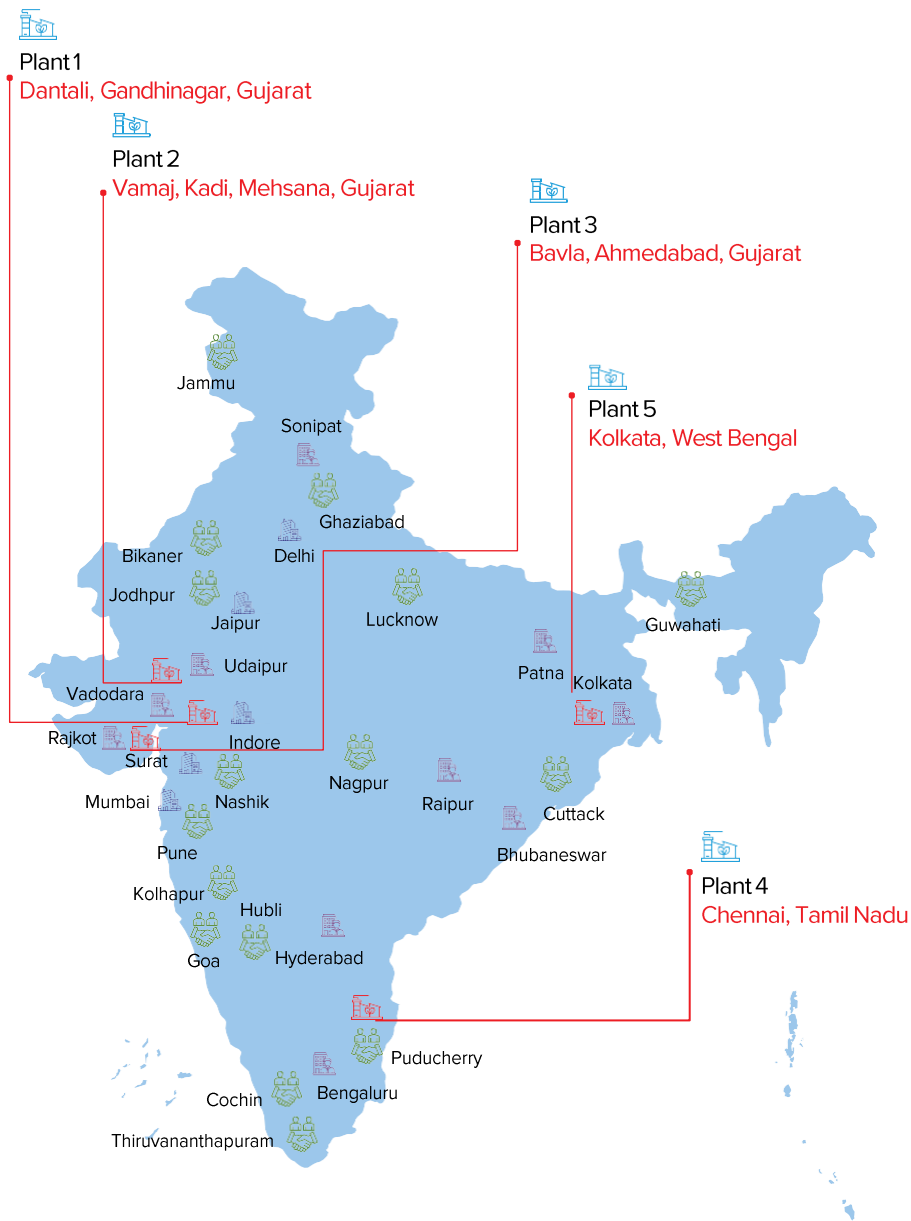 Plant 1
Dantali, Gandhinagar, Gujarat
Plant 2
Vamaj, Kadi, Mehsana, Gujarat
Plant 3
Bavla, Ahmedabad, Gujarat
Plant 5
Kolkata, West Bengal
Jammu
Sonipat
Ghaziabad
Bikaner
Delhi
Jodhpur
Jaipur
Lucknow
Guwahati
Udaipur
Patna
Kolkata
Vadodara
Rajkot
Indore
Surat
Nagpur
Mumbai
Nashik
Raipur
Cuttack
Pune
Bhubaneswar
Kolhapur
Hubli
Goa
Hyderabad
Plant 4
Chennai, Tamil Nadu
Puducherry
Bengaluru
Cochin
Thiruvananthapuram